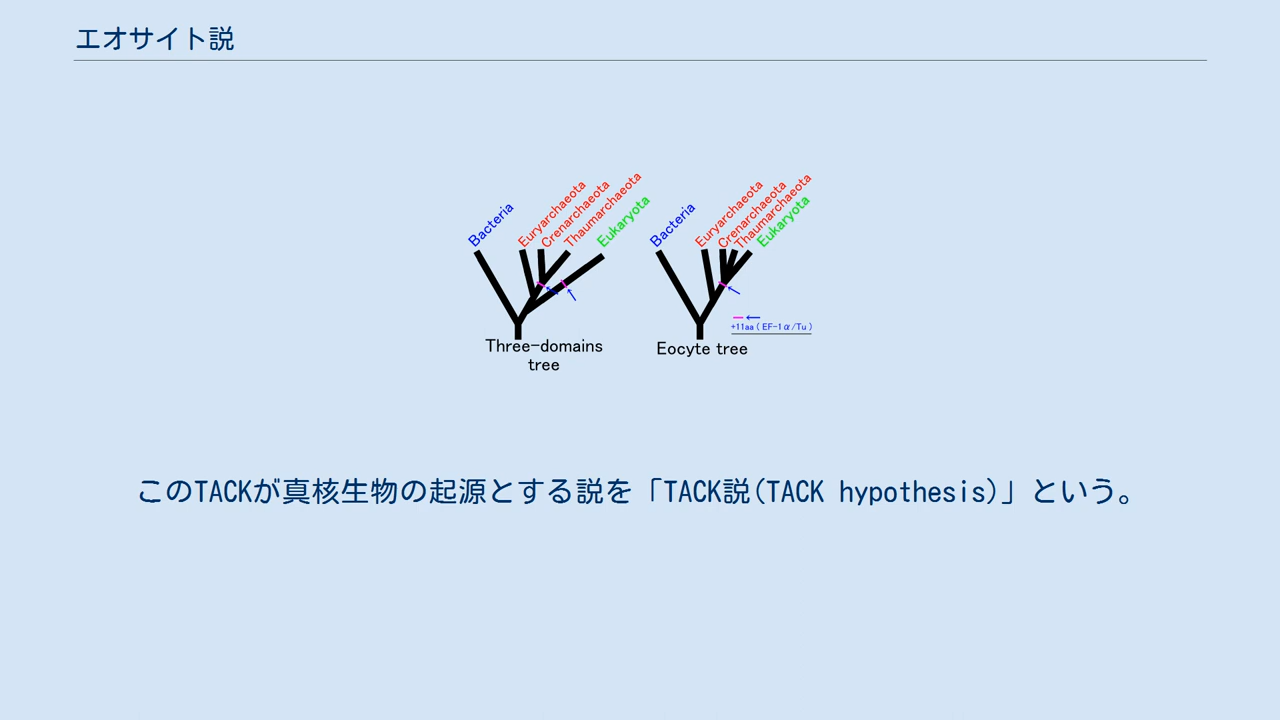 エオサイト説
Bacteria
Euryarchaeota
Crenarchaeota
Thaumarchaeota
Eukaryota
Three-domains
tree
Bacteria
Euryarchaeota
Crenarchaeota
Thaumarchaeota
Eukaryota
+11aa ( EF-1α/Tu )
Eocyte tree
このTACKが真核生物の起源とする説を「TACK説(TACK hypothesis)」という。